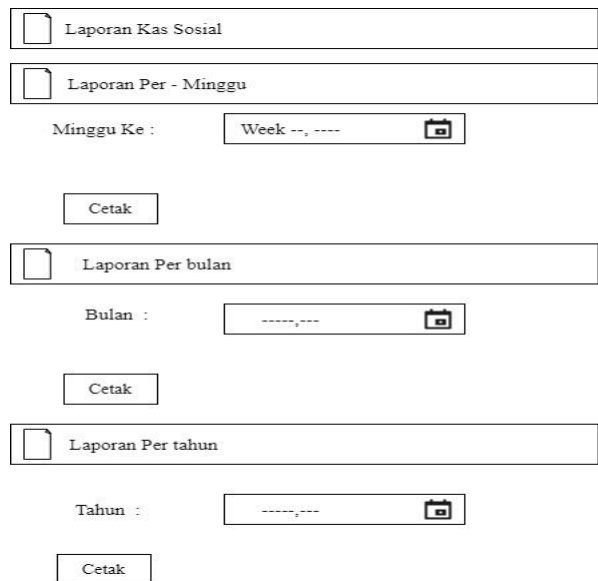 Laporan Kas Sosial
Laporan Per - Minggu
Minggu Ke : Week --, ----
Cetak
Laporan Per bulan
Bulan : -----,---
Cetak
Laporan Per tahun
Tahun : -----,---
Cetak